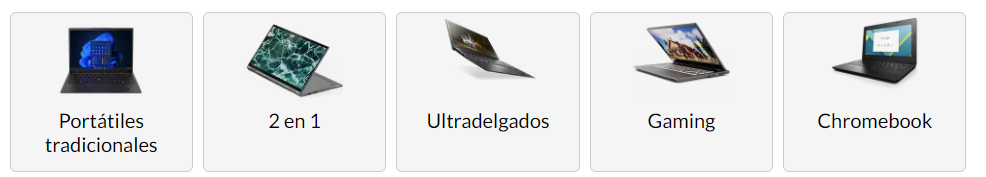 Portátiles
tradicionales
2 en 1
Ultradelgados
Gaming
Chromebook